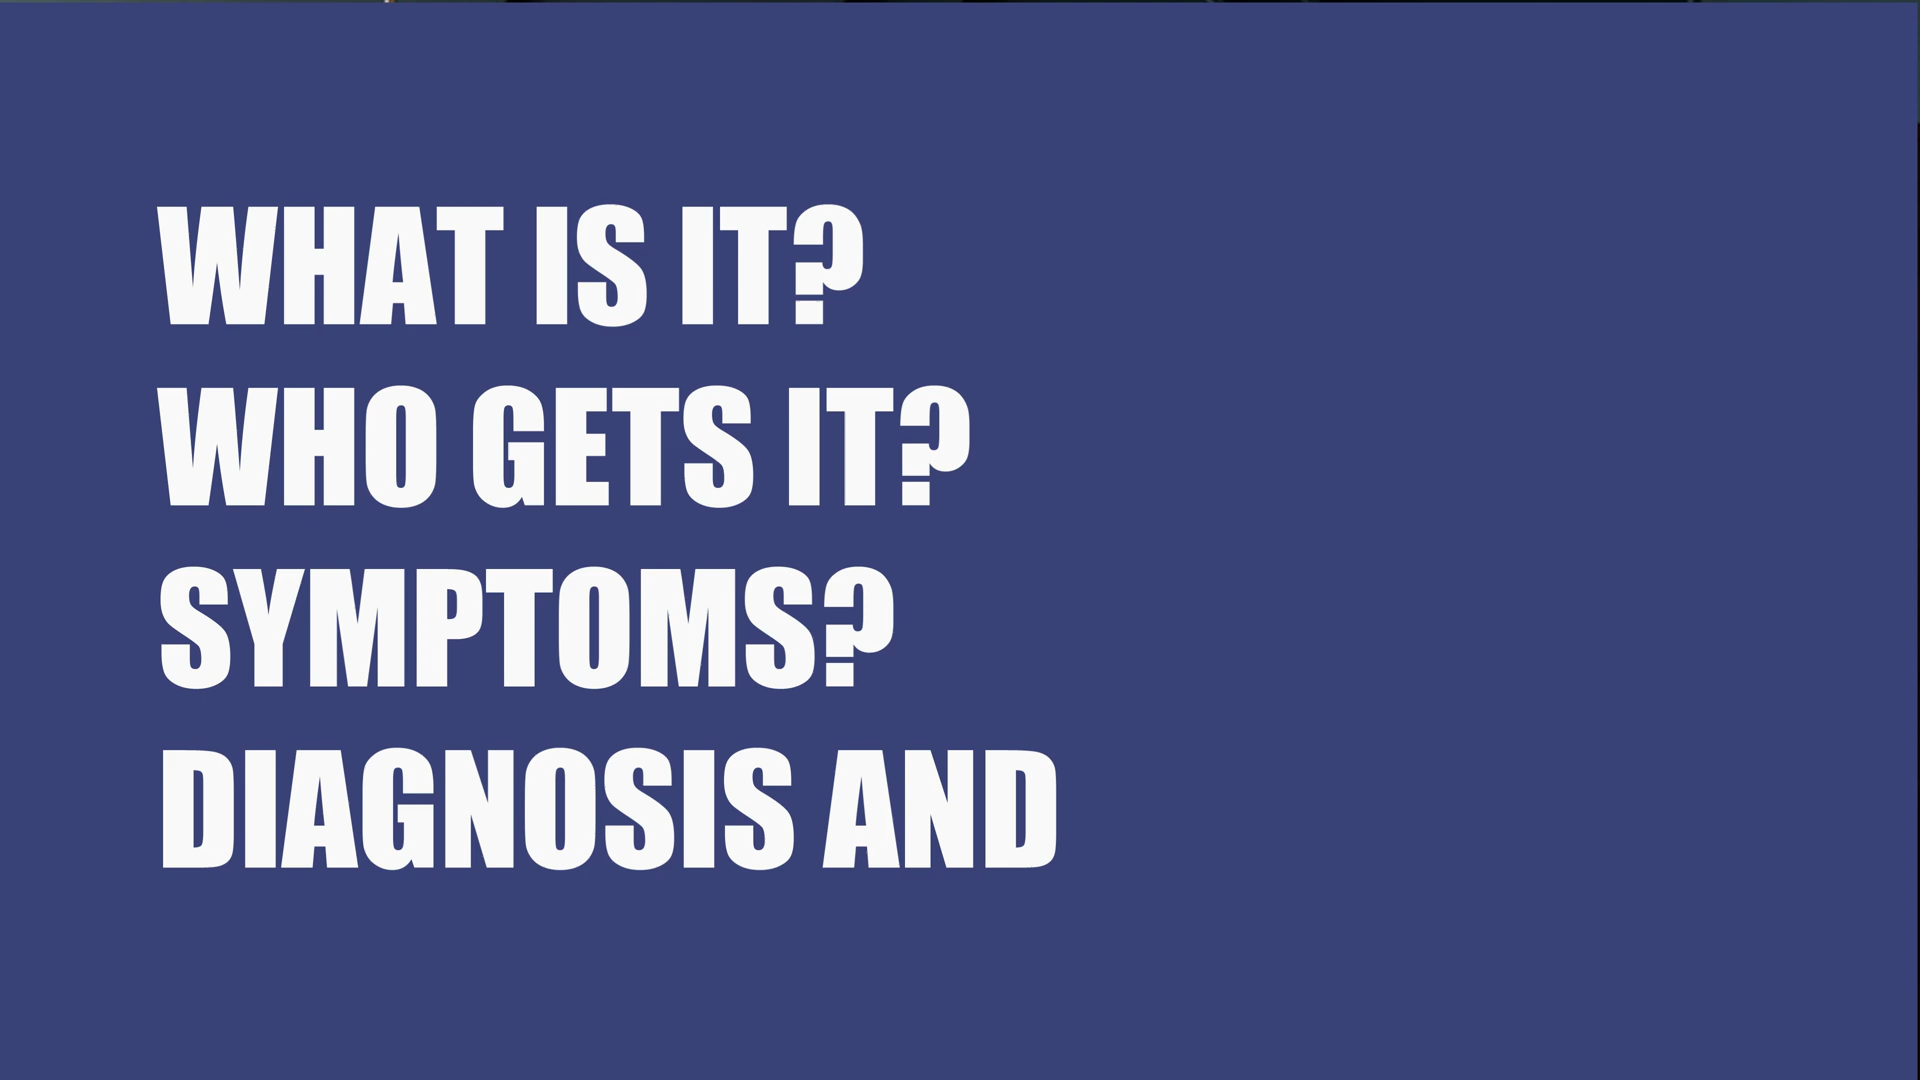 WHAT IS IT?
WHO GETS IT?
SYMPTOMS?
DIAGNOSIS AND